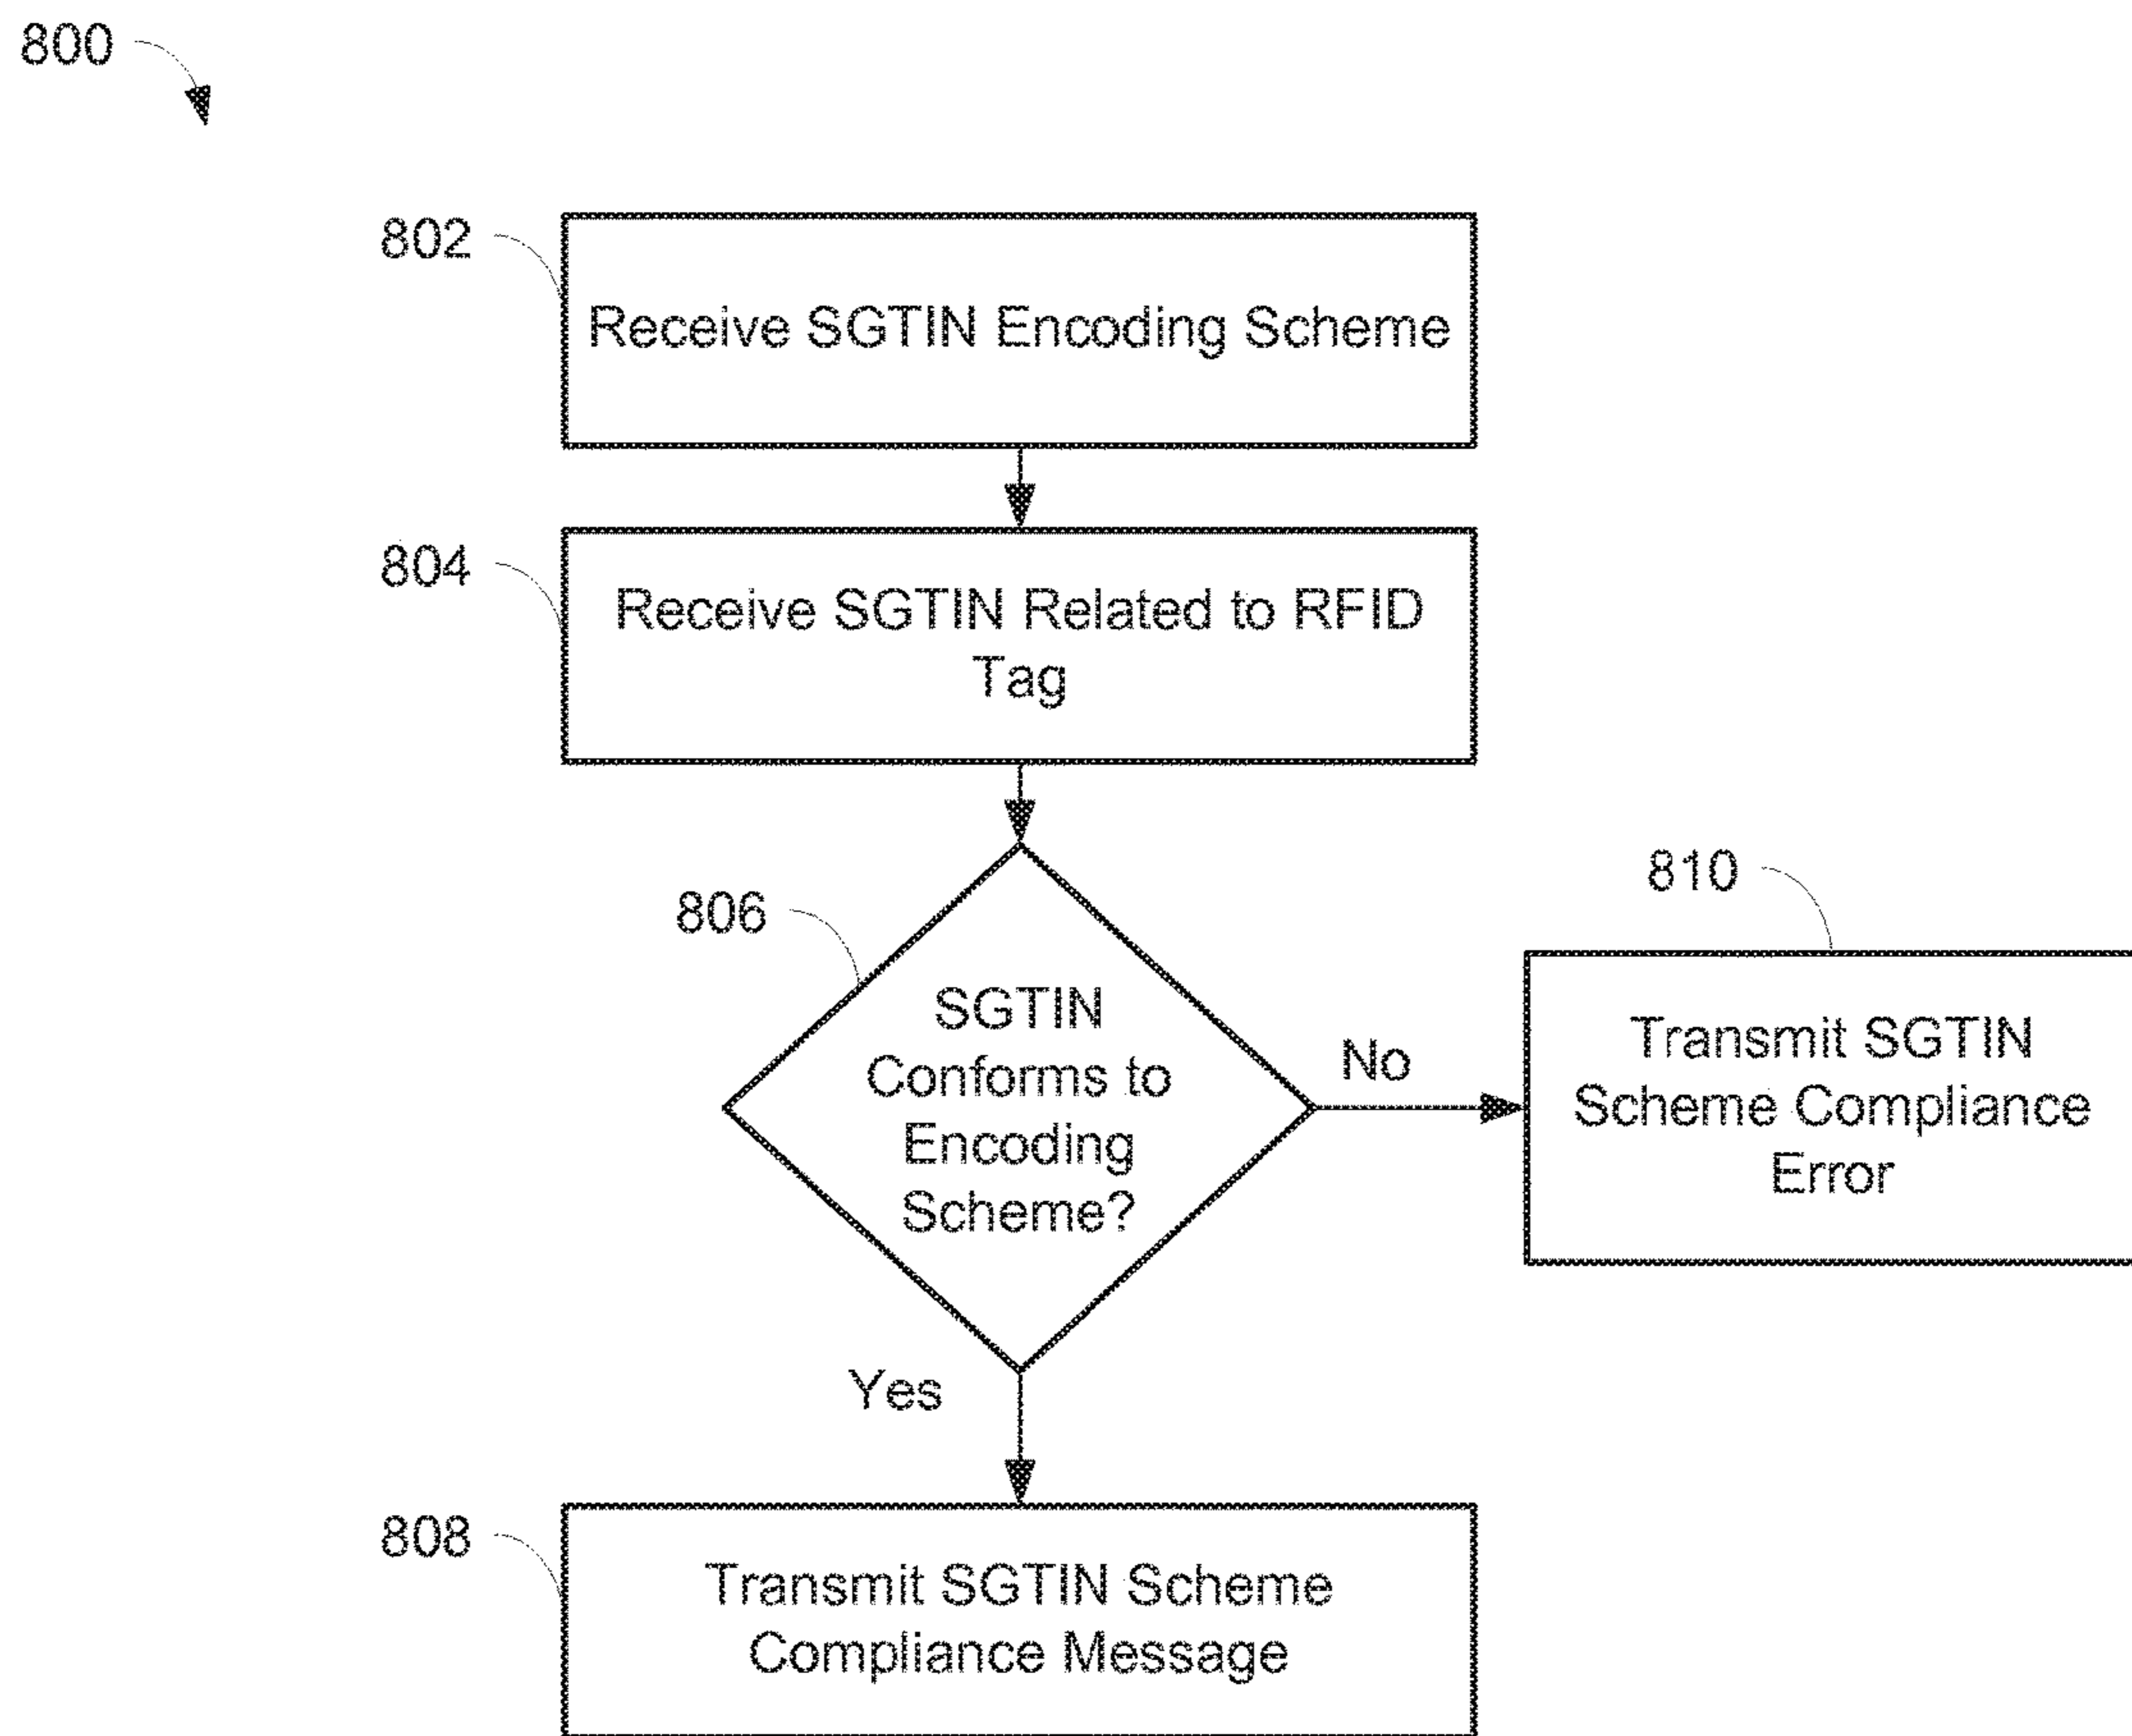 800
802
Receive SGTIN Encoding Scheme
804
Receive SGTIN Related to RFID
Tag
806
SGTIN
Conforms to
Encoding
Scheme?
No
810
Transmit SGTIN
Scheme Compliance
Error
Yes
808
Transmit SGTIN Scheme
Compliance Message